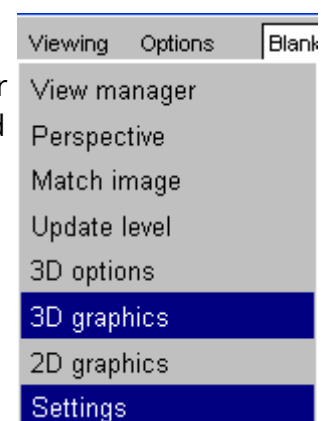 Viewing Options Blank
r
View manager
d
Perspective
Match image
Update level
3D options
3D graphics
2D graphics
Settings